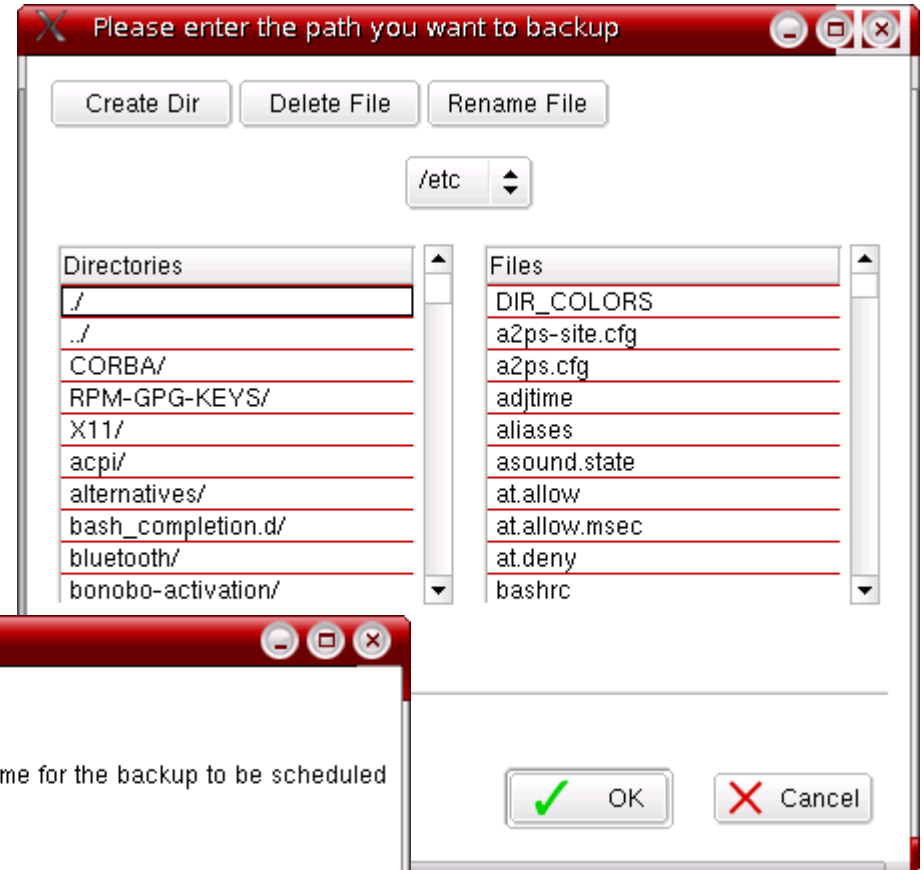 Please enter the path you want to backup
Create Dir
Delete File
Rename File
/etc
Directories
./
../
CORBA/
RPM-GPG-KEYS/
X11/
acpi/
alternatives/
bash_completion.d/
bluetooth/
bonobo-activation/
Files
DIR_COLORS
a2ps-site.cfg
a2ps.cfg
adjtime
aliases
asound.state
at.allow
at.allow.msec
at.deny
bashrc
me for the backup to be scheduled
OK
Cancel